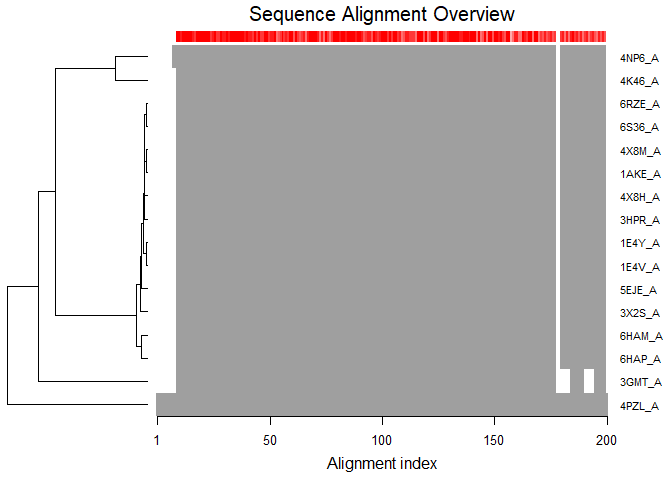 Sequence Alignment Overview
4NP6_A
4K46_A
6RZE_A
6S36_A
4X8M_A
1AKE_A
4X8H_A
3HPR_A
1E4Y_A
1E4V_A
5EJE_A
3X2S_A
6HAM_A
6HAP_A
3GMT_A
4PZL_A
1 50 100 150 200
Alignment index